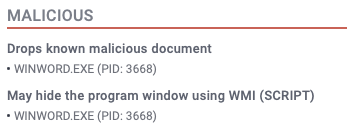 MALICIOUS
Drops known malicious document
• WINWORD.EXE (PID: 3668)
May hide the program window using WMI (SCRIPT)
• WINWORD.EXE (PID: 3668)